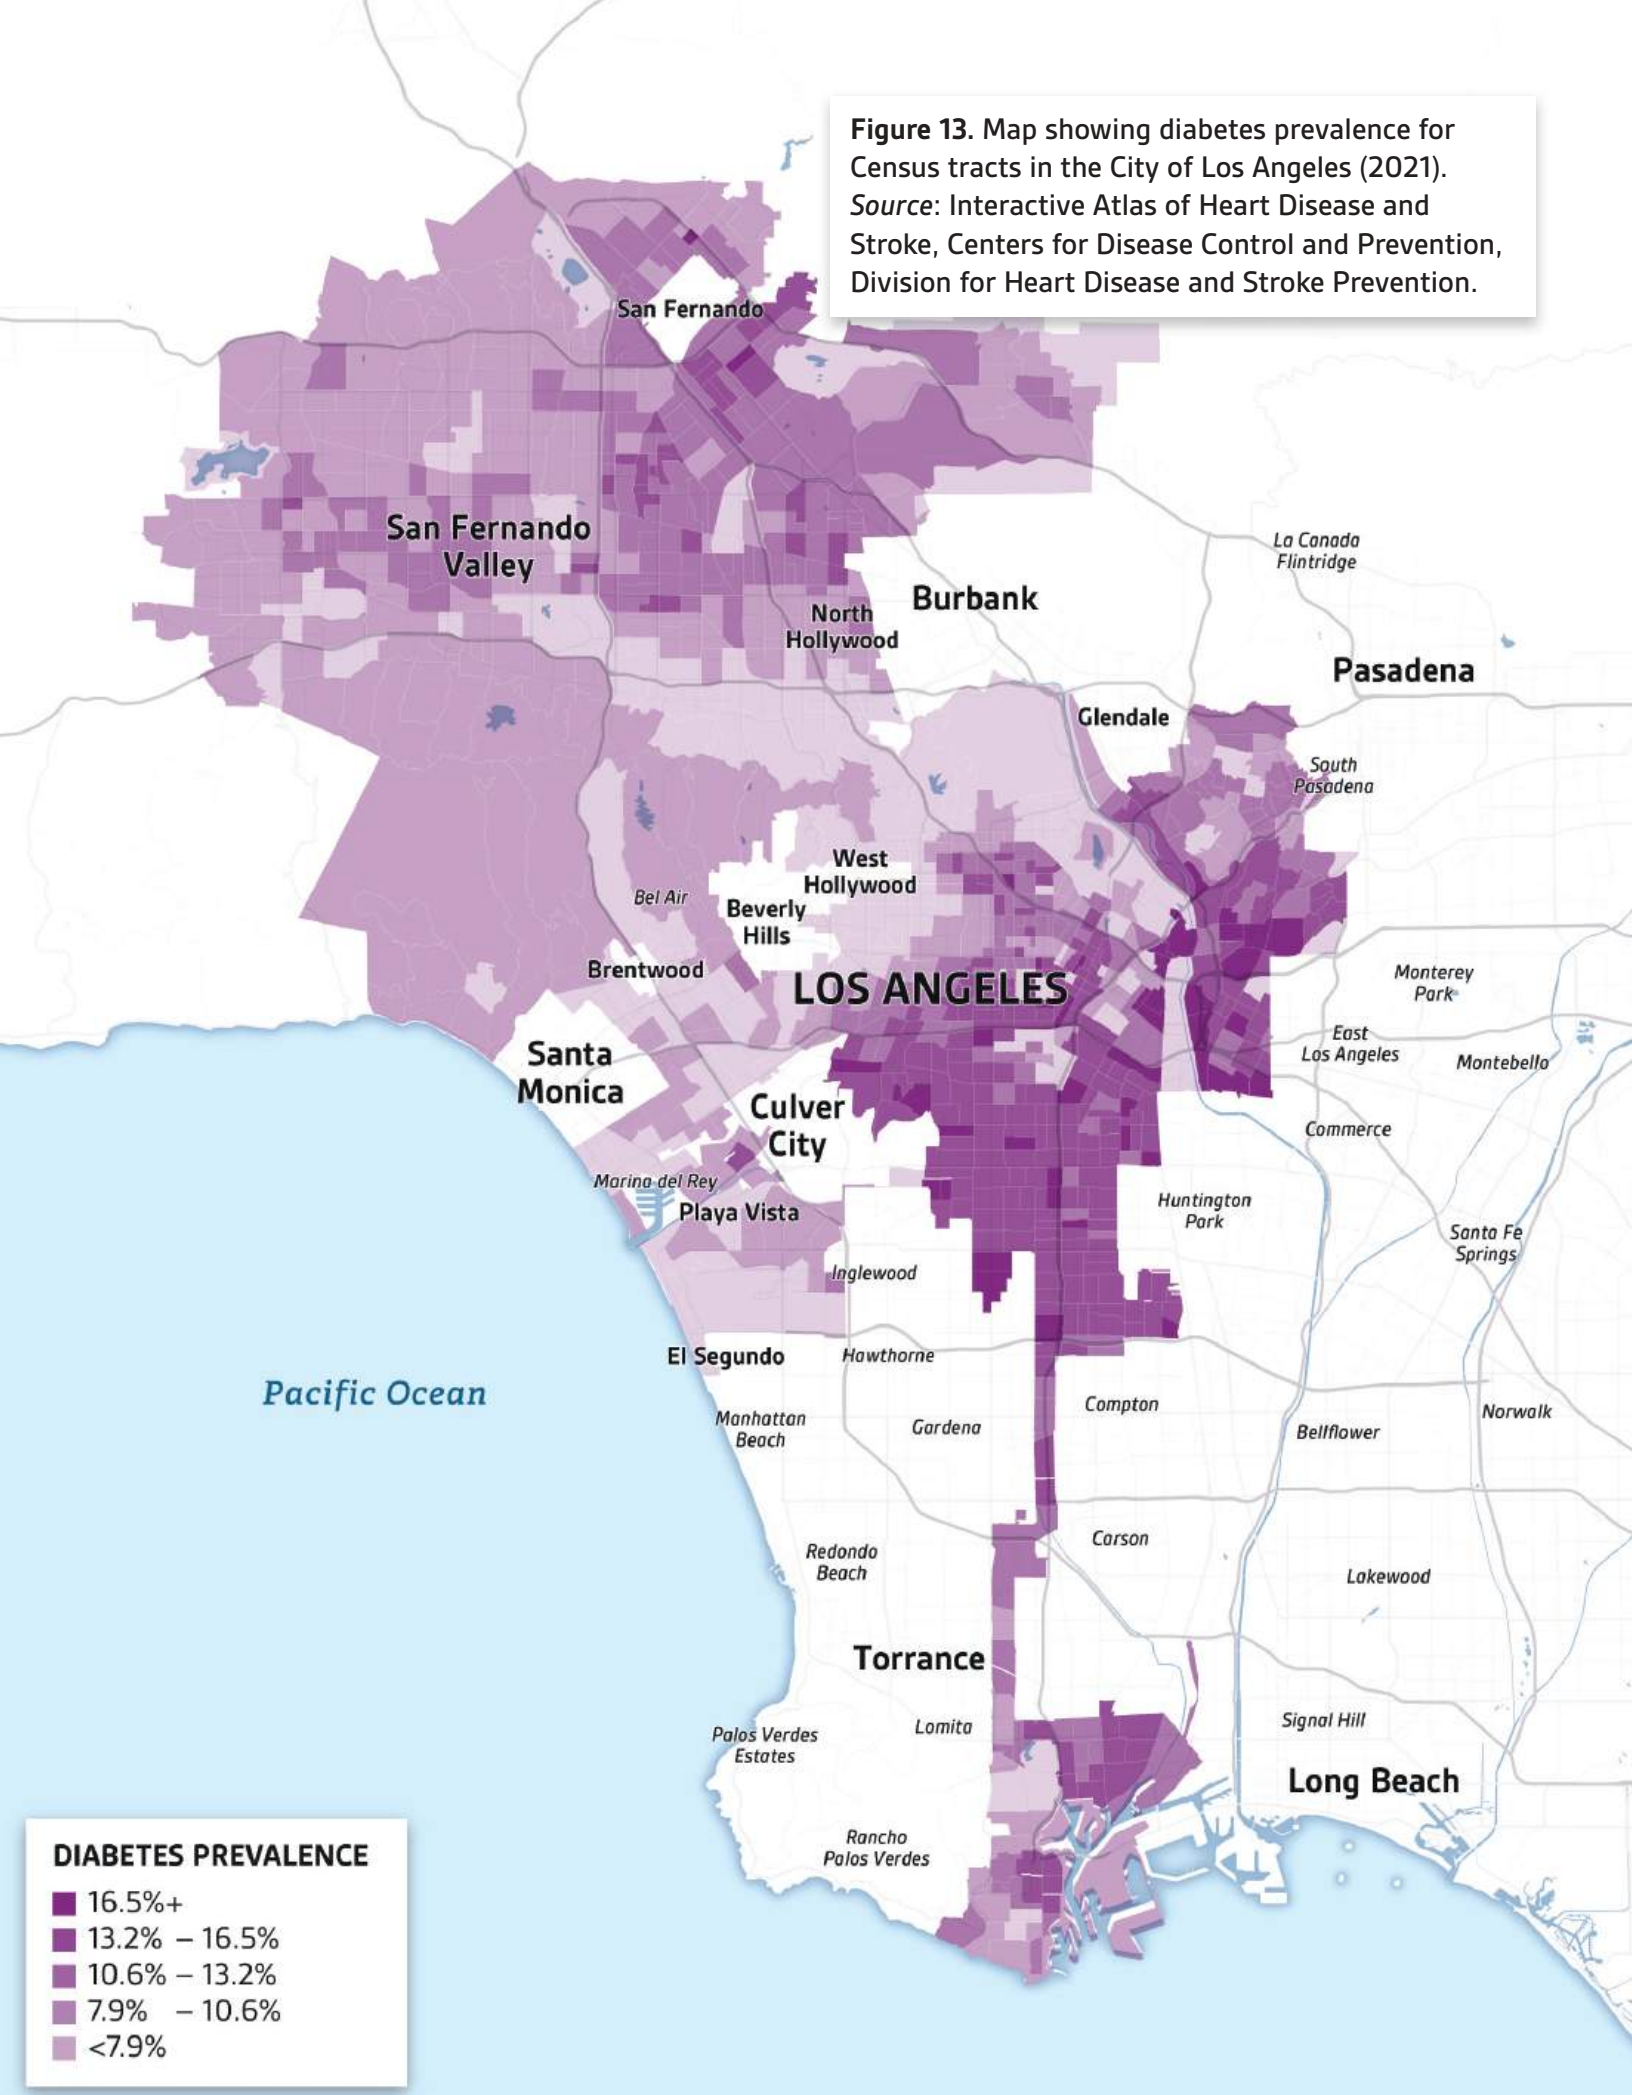 Figure 13. Map showing diabetes prevalence for
Census tracts in the City of Los Angeles (2021).
Source: Interactive Atlas of Heart Disease and
Stroke, Centers for Disease Control and Prevention,
Division for Heart Disease and Stroke Prevention.
San Fernando
San Fernando
Valley
La Canada
Flintridge
Burbank
North
Hollywood
Pasadena
Glendale
South
Pasadena
West
Hollywood
Bel Air
Beverly
Hills
Brentwood
LOS ANGELES
Monterey
Park
East
Los Angeles
Montebello
Santa
Monica
Culver
City
Commerce
Marina del Rey
Playa Vista
Huntington
Park
Santa Fe
Springs
Inglewood
El Segundo
Hawthorne
Pacific Ocean
Manhattan
Beach
Gardena
Compton
Bellflower
Norwalk
Redondo
Beach
Carson
Lakewood
Torrance
Palos Verdes
Estates
Lomita
Signal Hill
Long Beach
Rancho
Palos Verdes
DIABETES PREVALENCE
16.5%+
13.2% – 16.5%
10.6% – 13.2%
7.9% – 10.6%
<7.9%